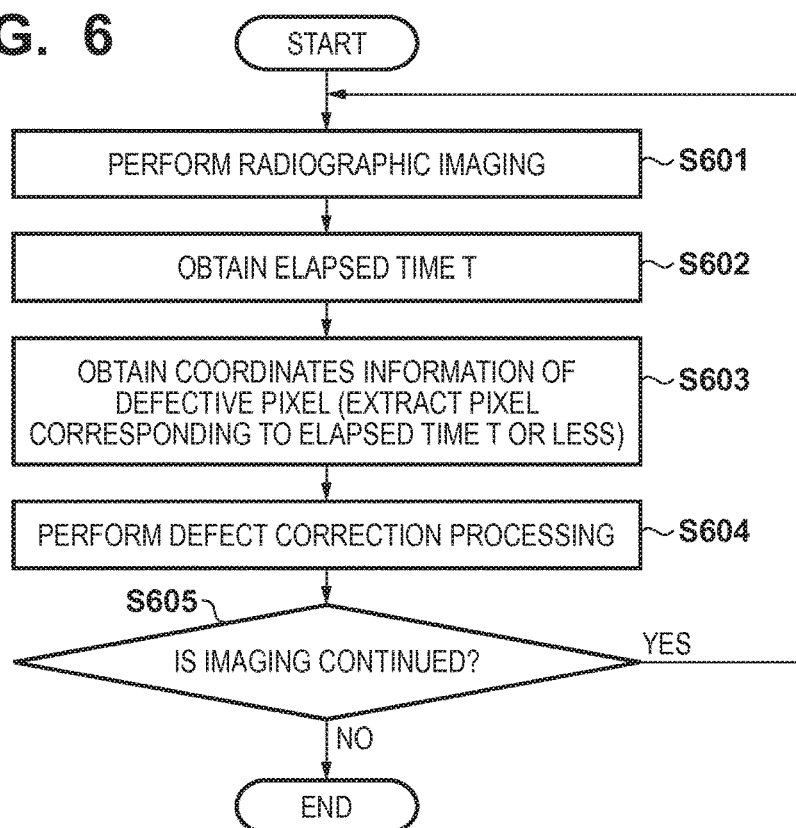 G. 6
START
PERFORM RADIOGRAPHIC IMAGING
S601
OBTAIN ELAPSED TIME T
S602
OBTAIN COORDINATES INFORMATION OF
DEFECTIVE PIXEL (EXTRACT PIXEL
CORRESPONDING TO ELAPSED TIME T OR LESS)
S603
PERFORM DEFECT CORRECTION PROCESSING
S604
S605
IS IMAGING CONTINUED?
YES
NO
END